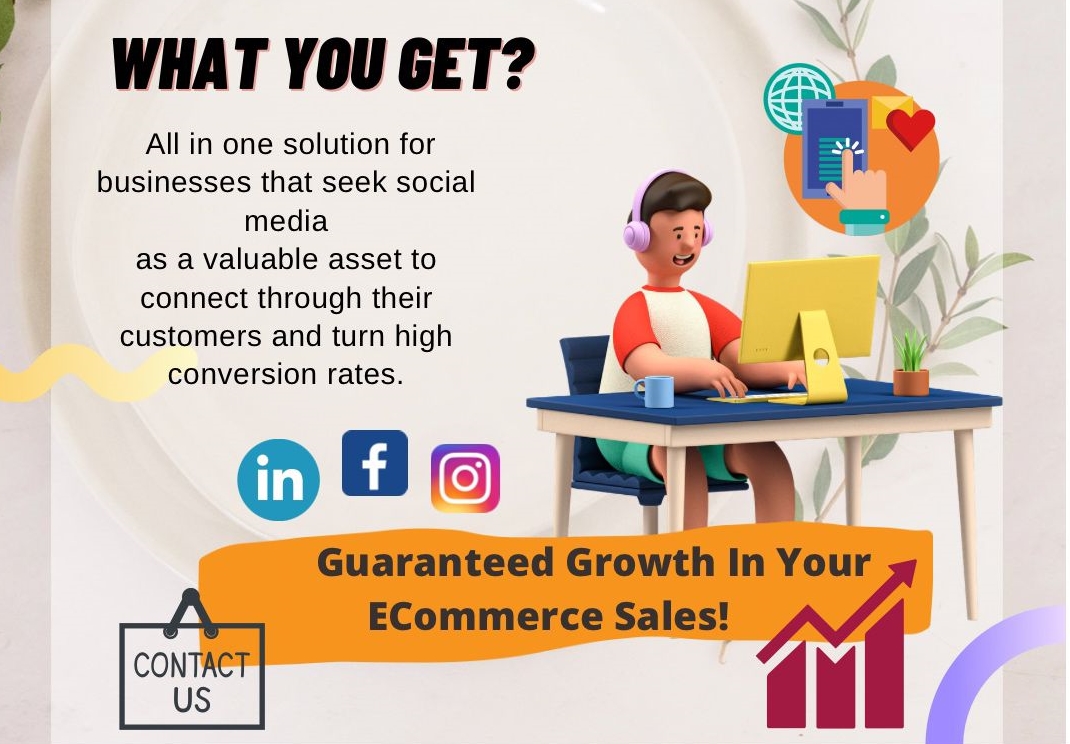 WHAT YOU GET?
All in one solution for
businesses that seek social
media
as a valuable asset to
connect through their
customers and turn high
conversion rates.
in
f
Guaranteed Growth In Your
ECommerce Sales!
CONTACT
US